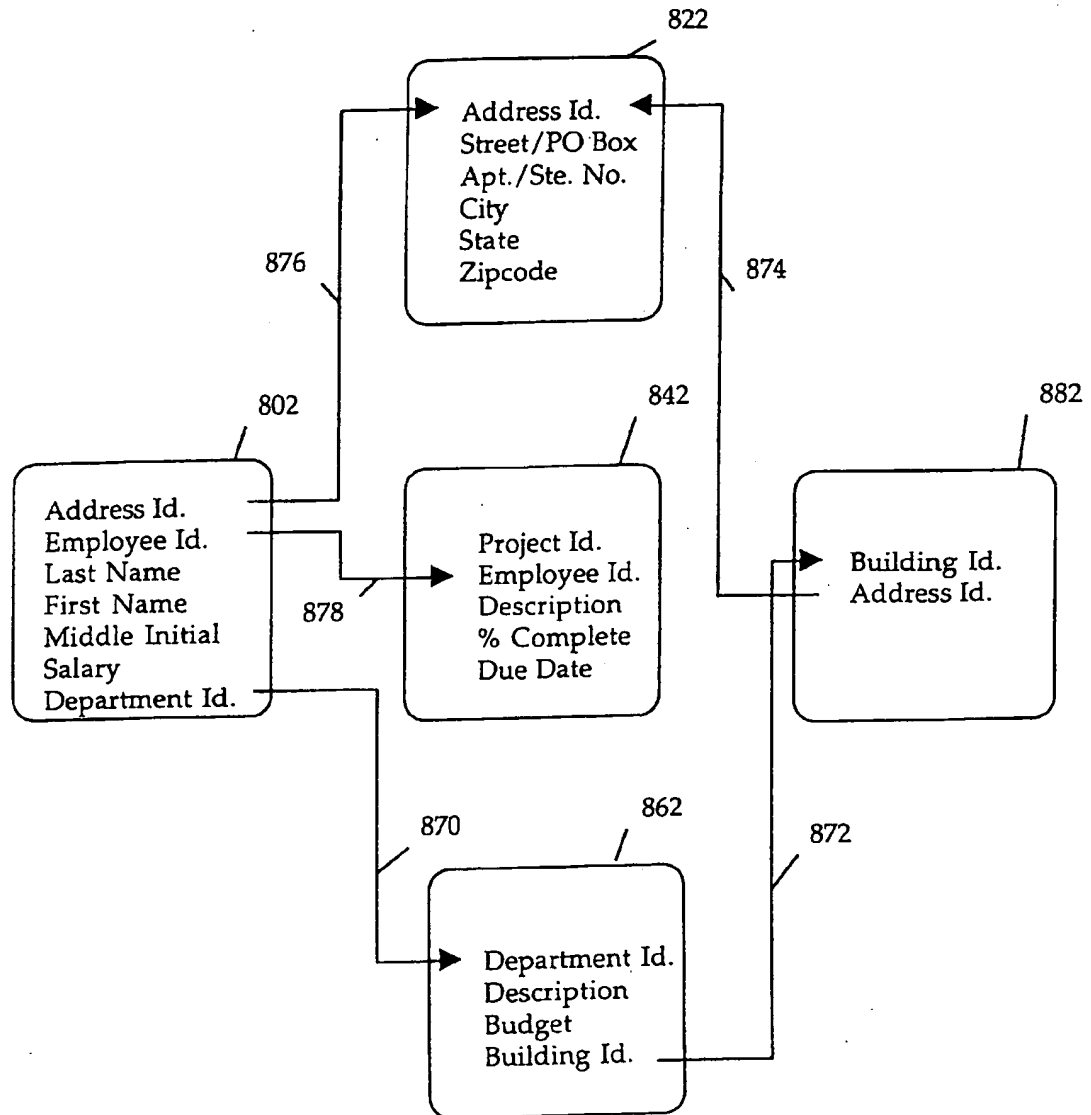 822
Address Id.
Street/PO Box
Apt./Ste. No.
City
State
Zipcode
876
874
802
842
882
Address Id.
Employee Id.
Last Name
First Name
Middle Initial
Salary
Department Id.
878
Project Id.
Employee Id.
Description
% Complete
Due Date
Building Id.
Address Id.
870
862
872
Department Id.
Description
Budget
Building Id.